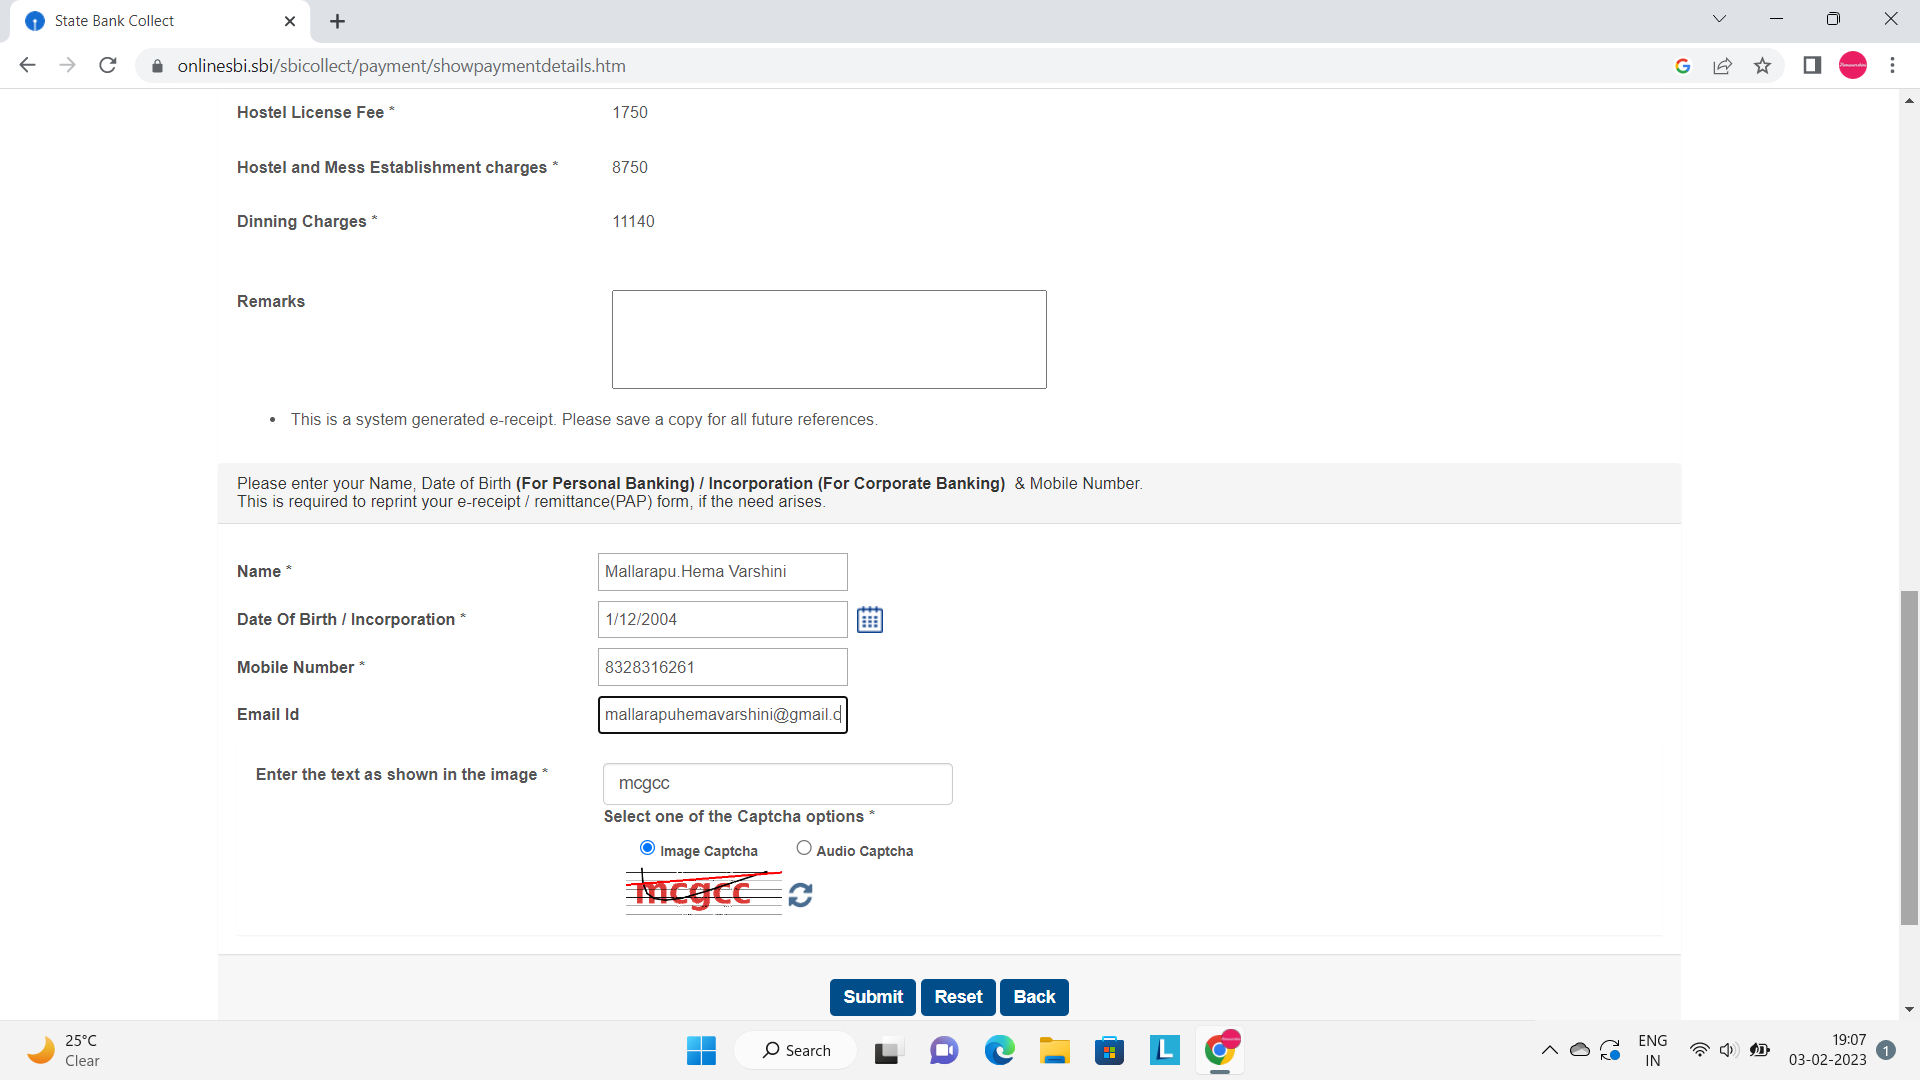 State Bank Collect
onlinesbi.sbi/sbicollect/payment/showpaymentdetails.htm
Hostel License Fee * 1750
Hostel and Mess Establishment charges * 8750
Dinning Charges * 11140
Remarks
• This is a system generated e-receipt. Please save a copy for all future references.
Please enter your Name, Date of Birth (For Personal Banking) / Incorporation (For Corporate Banking) & Mobile Number.
This is required to reprint your e-receipt / remittance(PAP) form, if the need arises.
Name * Mallarapu.Hema Varshini
Date Of Birth / Incorporation * 1/12/2004
Mobile Number * 8328316261
Email Id mallarapuhemavarshini@gmail.c
Enter the text as shown in the image * mcgcc
Select one of the Captcha options *
Image Captcha Audio Captcha
mcgcc
Submit Reset Back
25°C
Clear
Search
ENG
IN
19:07
03-02-2023
1